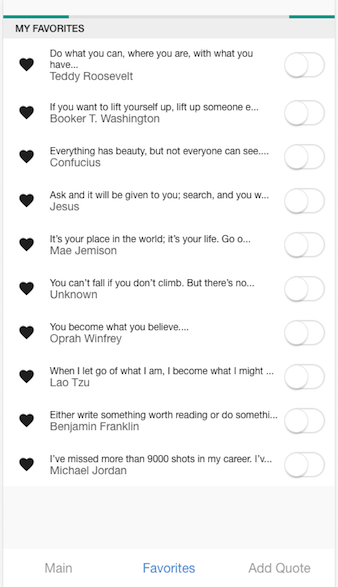 MY FAVORITES
Do what you can, where you are, with what you
have...
Teddy Roosevelt
If you want to lift yourself up, lift up someone e...
Booker T. Washington
Everything has beauty, but not everyone can see....
Confucius
Ask and it will be given to you; search, and you w...
Jesus
It's your place in the world; it's your life. Go o...
Mae Jemison
You can't fall if you don't climb. But there's no...
Unknown
You become what you believe....
Oprah Winfrey
When I let go of what I am, I become what I might ...
Lao Tzu
Either write something worth reading or do somethi...
Benjamin Franklin
I've missed more than 9000 shots in my career. I'v...
Michael Jordan
Main Favorites Add Quote